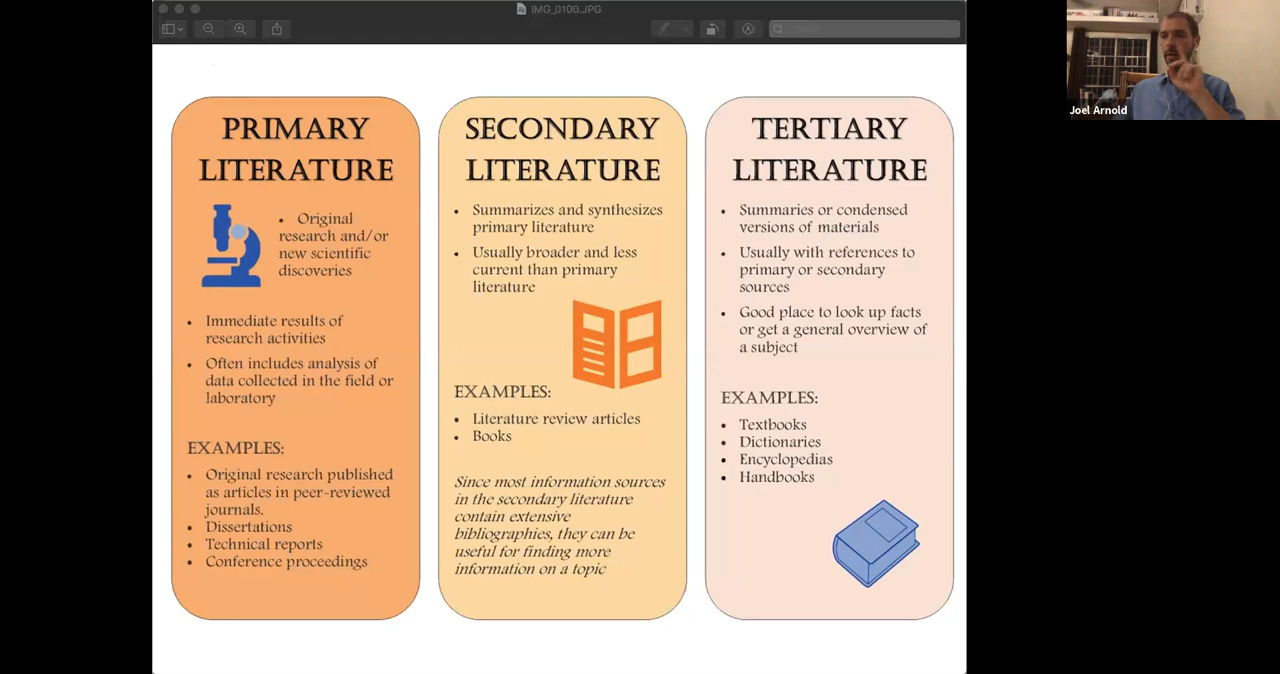 IMG_0100.JPG
Joel Arnold
PRIMARY
LITERATURE
• Original
research and/or
new scientific
discoveries
• Immediate results of
research activities
• Often includes analysis of
data collected in the field or
laboratory
EXAMPLES:
• Original research published
as articles in peer-reviewed
journals.
• Dissertations
• Technical reports
• Conference proceedings
SECONDARY
LITERATURE
• Summarizes and synthesizes
primary literature
• Usually broader and less
current than primary
literature
EXAMPLES:
• Literature review articles
• Books
Since most information sources
in the secondary literature
contain extensive
bibliographies, they can be
useful for finding more
information on a topic
TERTIARY
LITERATURE
• Summaries or condensed
versions of materials
• Usually with references to
primary or secondary
sources
• Good place to look up facts
or get a general overview of
a subject
EXAMPLES:
• Textbooks
• Dictionaries
• Encyclopedias
• Handbooks